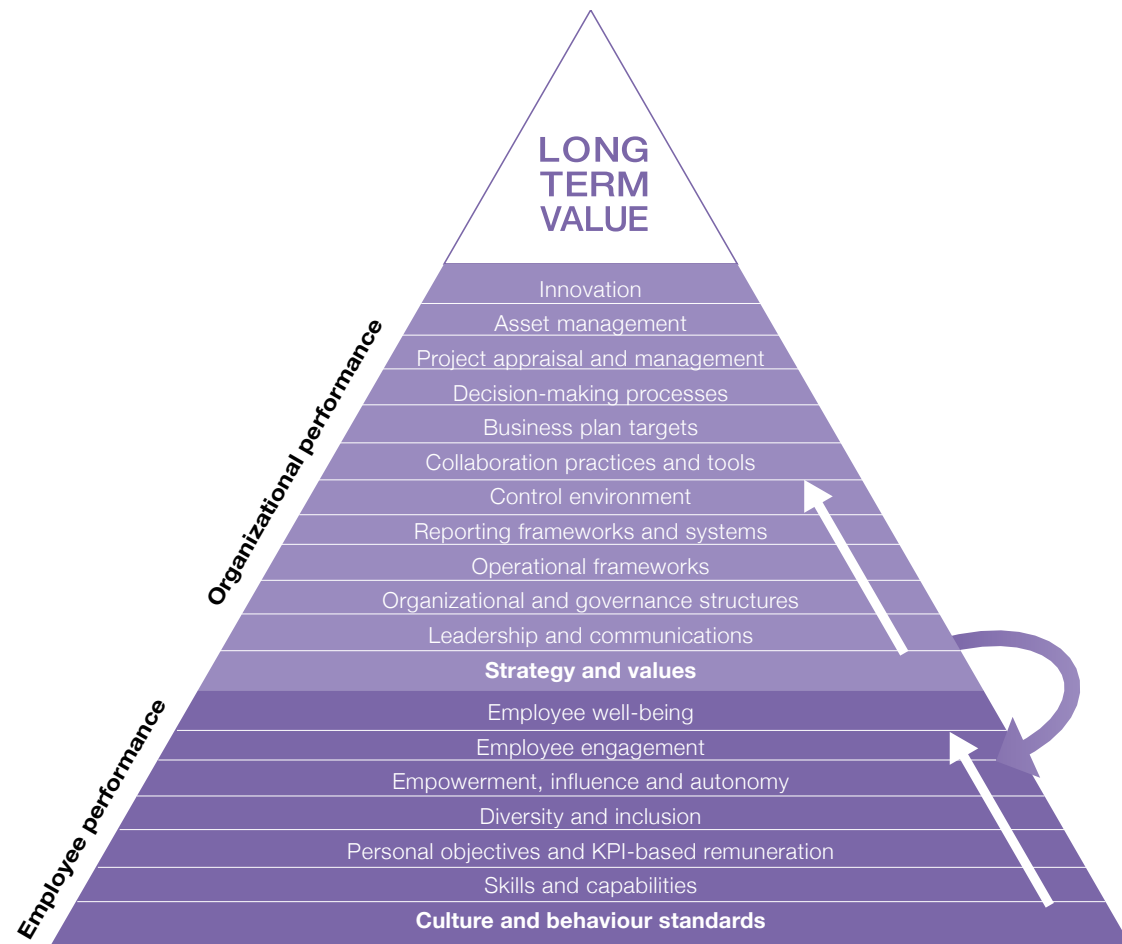 LONG
TERM
VALUE
Innovation
Asset management
Project appraisal and management
Decision-making processes
Business plan targets
Collaboration practices and tools
Control environment
Reporting frameworks and systems
Operational frameworks
Organizational and governance structures
Leadership and communications
Strategy and values
Organizational performance
Employee well-being
Employee engagement
Empowerment, influence and autonomy
Diversity and inclusion
Personal objectives and KPI-based remuneration
Skills and capabilities
Culture and behaviour standards
Employee performance